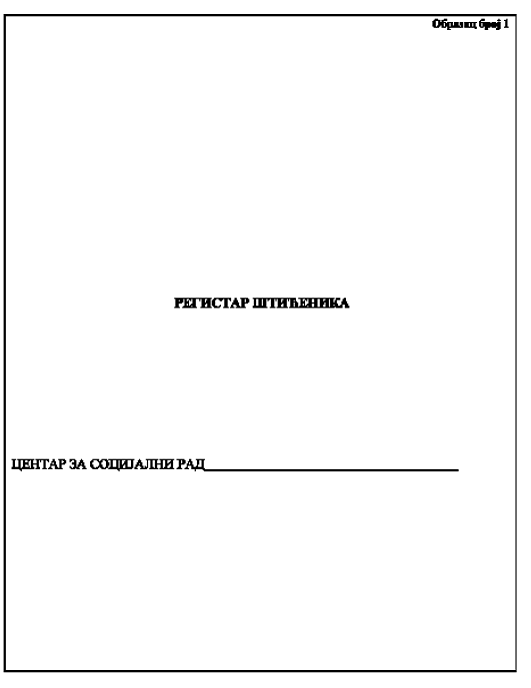 Образац број 1
РЕГИСТАР ШТИЋЕНИКА
ЦЕНТАР ЗА СОЦИЈАЛНИ РАД